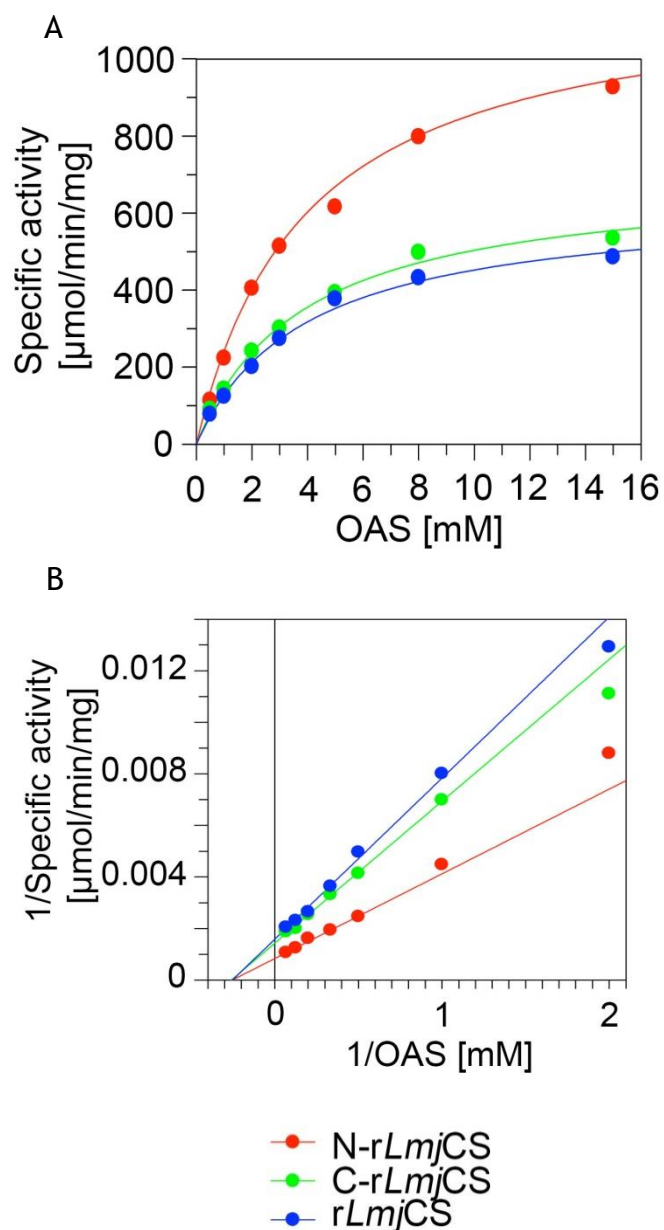 A
1000
800
600
400
200
0
Specific activity
[µmol/min/mg]
0 2 4 6 8 10 12 14 16
OAS [mM]
B
0.012
0.008
0.004
0
1/Specific activity
[µmol/min/mg]
0 1 2
1/OAS [mM]
N-rLmjCS
C-rLmjCS
rLmjCS